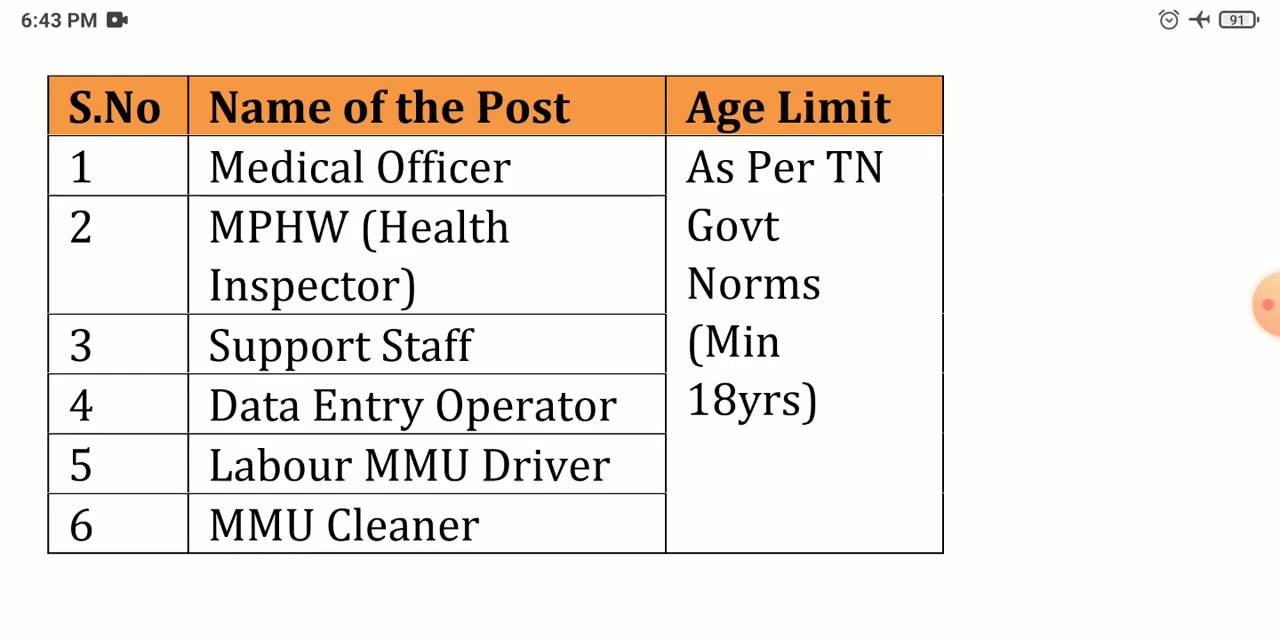 6:43 PM
91
S.No Name of the Post Age Limit
1 Medical Officer As Per TN
2 MPHW (Health Govt
Inspector) Norms
3 Support Staff (Min
4 Data Entry Operator 18yrs)
5 Labour MMU Driver
6 MMU Cleaner